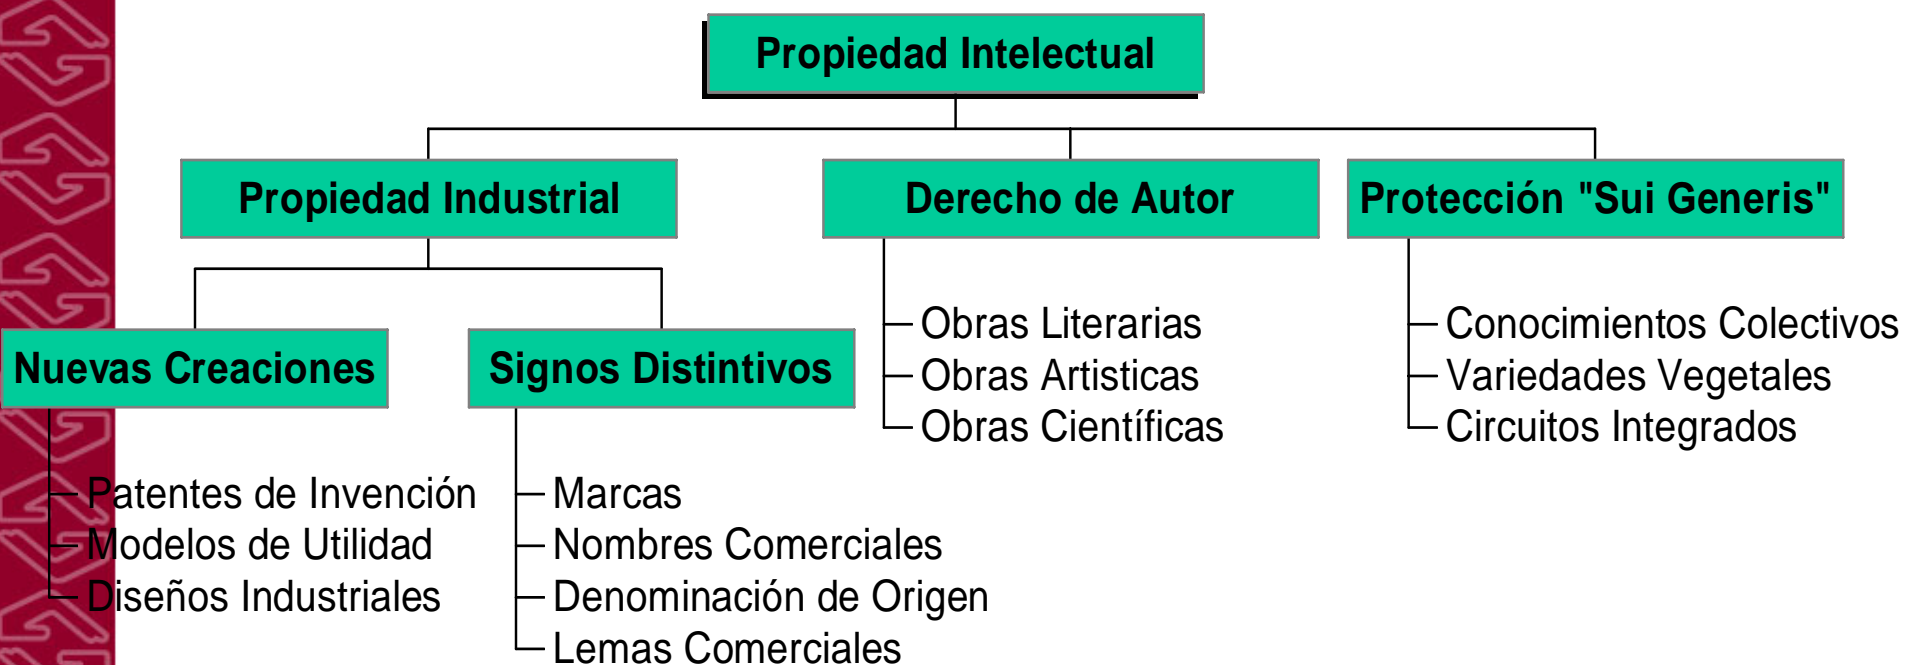 Propiedad Intelectual
Propiedad Industrial
Derecho de Autor
Protección "Sui Generis"
Nuevas Creaciones
Signos Distintivos
Obras Literarias
Obras Artisticas
Obras Científicas
Conocimientos Colectivos
Variedades Vegetales
Circuitos Integrados
Patentes de Invención
Modelos de Utilidad
Diseños Industriales
Marcas
Nombres Comerciales
Denominación de Origen
Lemas Comerciales